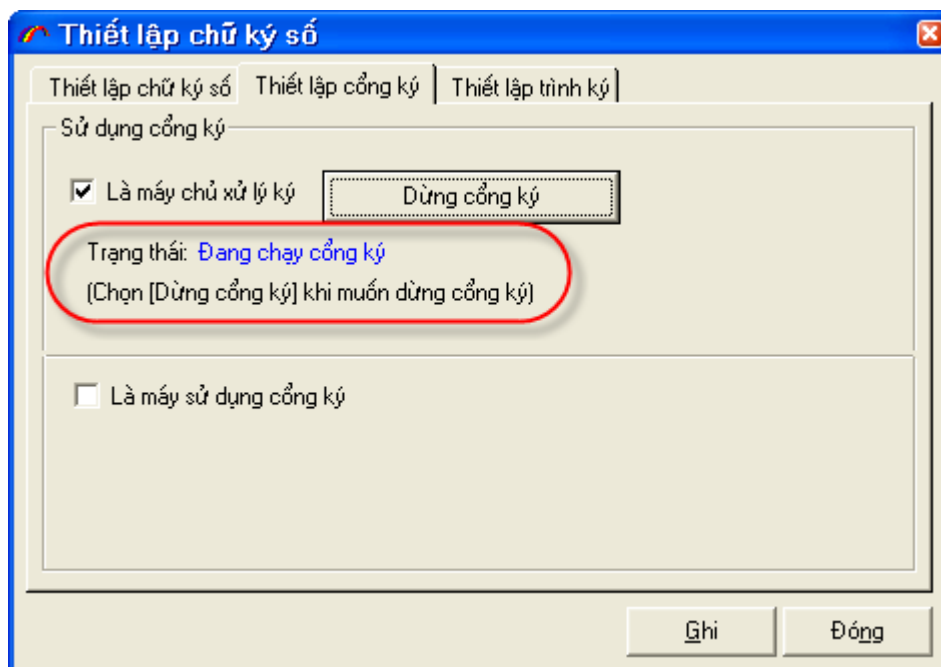 Thiết lập chữ ký số
Thiết lập chữ ký số Thiết lập cổng ký Thiết lập trình ký
Sử dụng cổng ký
Là máy chủ xử lý ký Dừng cổng ký
Trạng thái: Đang chạy cổng ký
(Chọn [Dừng cổng ký] khi muốn dừng cổng ký)
Là máy sử dụng cổng ký
Ghi Đóng